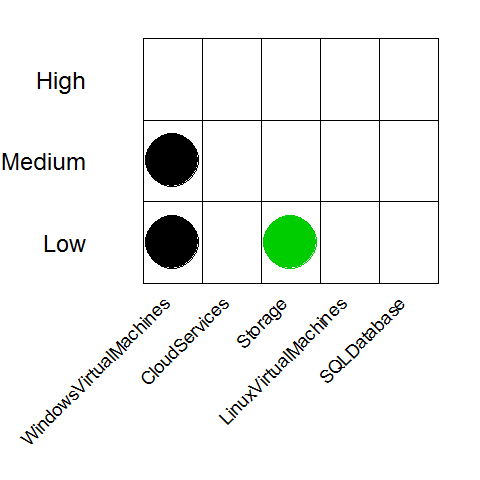 High
Medium
Low
WindowsVirtualMachines
CloudServices
Storage
LinuxVirtualMachines
SQLDatabase